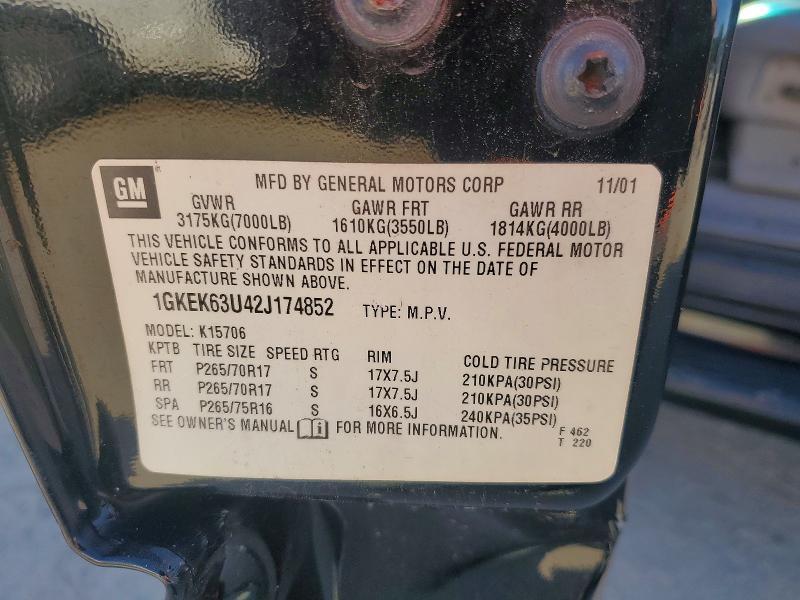 GM MFD BY GENERAL MOTORS CORP 11/01
GVWR GAWR FRT GAWR RR
3175KG(7000LB) 1610KG(3550LB) 1814KG(4000LB)
THIS VEHICLE CONFORMS TO ALL APPLICABLE U.S. FEDERAL MOTOR
VEHICLE SAFETY STANDARDS IN EFFECT ON THE DATE OF
MANUFACTURE SHOWN ABOVE.
1GKEK63U42J174852 TYPE: M.P.V.
MODEL: K15706
KPTB TIRE SIZE SPEED RTG RIM COLD TIRE PRESSURE
FRT P265/70R17 S 17X7.5J 210KPA(30PSI)
RR P265/70R17 S 17X7.5J 210KPA(30PSI)
SPA P265/75R16 S 16X6.5J 240KPA(35PSI)
SEE OWNER'S MANUAL i FOR MORE INFORMATION. F 462
T 220